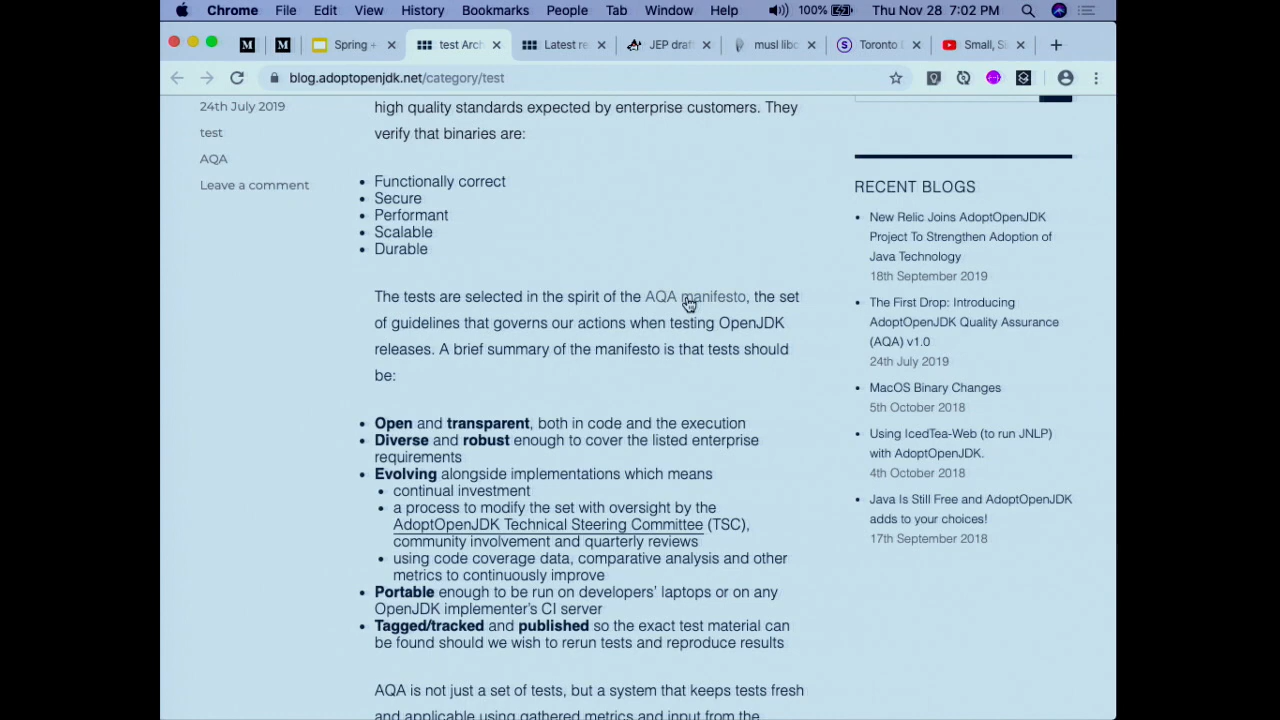 Chrome File Edit View History Bookmarks People Tab Window Help 100% Thu Nov 28 7:02 PM
Spring + test Arch Latest re JEP draf musl libc Toronto Small, Si
blog.adoptopenjdk.net/category/test
24th July 2019
test
AQA
Leave a comment
high quality standards expected by enterprise customers. They
verify that binaries are:
• Functionally correct
• Secure
• Performant
• Scalable
• Durable
The tests are selected in the spirit of the AQA manifesto, the set
of guidelines that governs our actions when testing OpenJDK
releases. A brief summary of the manifesto is that tests should
be:
• Open and transparent, both in code and the execution
• Diverse and robust enough to cover the listed enterprise
requirements
• Evolving alongside implementations which means
• continual investment
• a process to modify the set with oversight by the
AdoptOpenJDK Technical Steering Committee (TSC),
community involvement and quarterly reviews
• using code coverage data, comparative analysis and other
metrics to continuously improve
• Portable enough to be run on developers’ laptops or on any
OpenJDK implementer’s CI server
• Tagged/tracked and published so the exact test material can
be found should we wish to rerun tests and reproduce results
AQA is not just a set of tests, but a system that keeps tests fresh
and applicable using gathered metrics and input from the
RECENT BLOGS
• New Relic Joins AdoptOpenJDK
Project To Strengthen Adoption of
Java Technology
18th September 2019
• The First Drop: Introducing
AdoptOpenJDK Quality Assurance
(AQA) v1.0
24th July 2019
• MacOS Binary Changes
5th October 2018
• Using IcedTea-Web (to run JNLP)
with AdoptOpenJDK.
4th October 2018
• Java Is Still Free and AdoptOpenJDK
adds to your choices!
17th September 2018